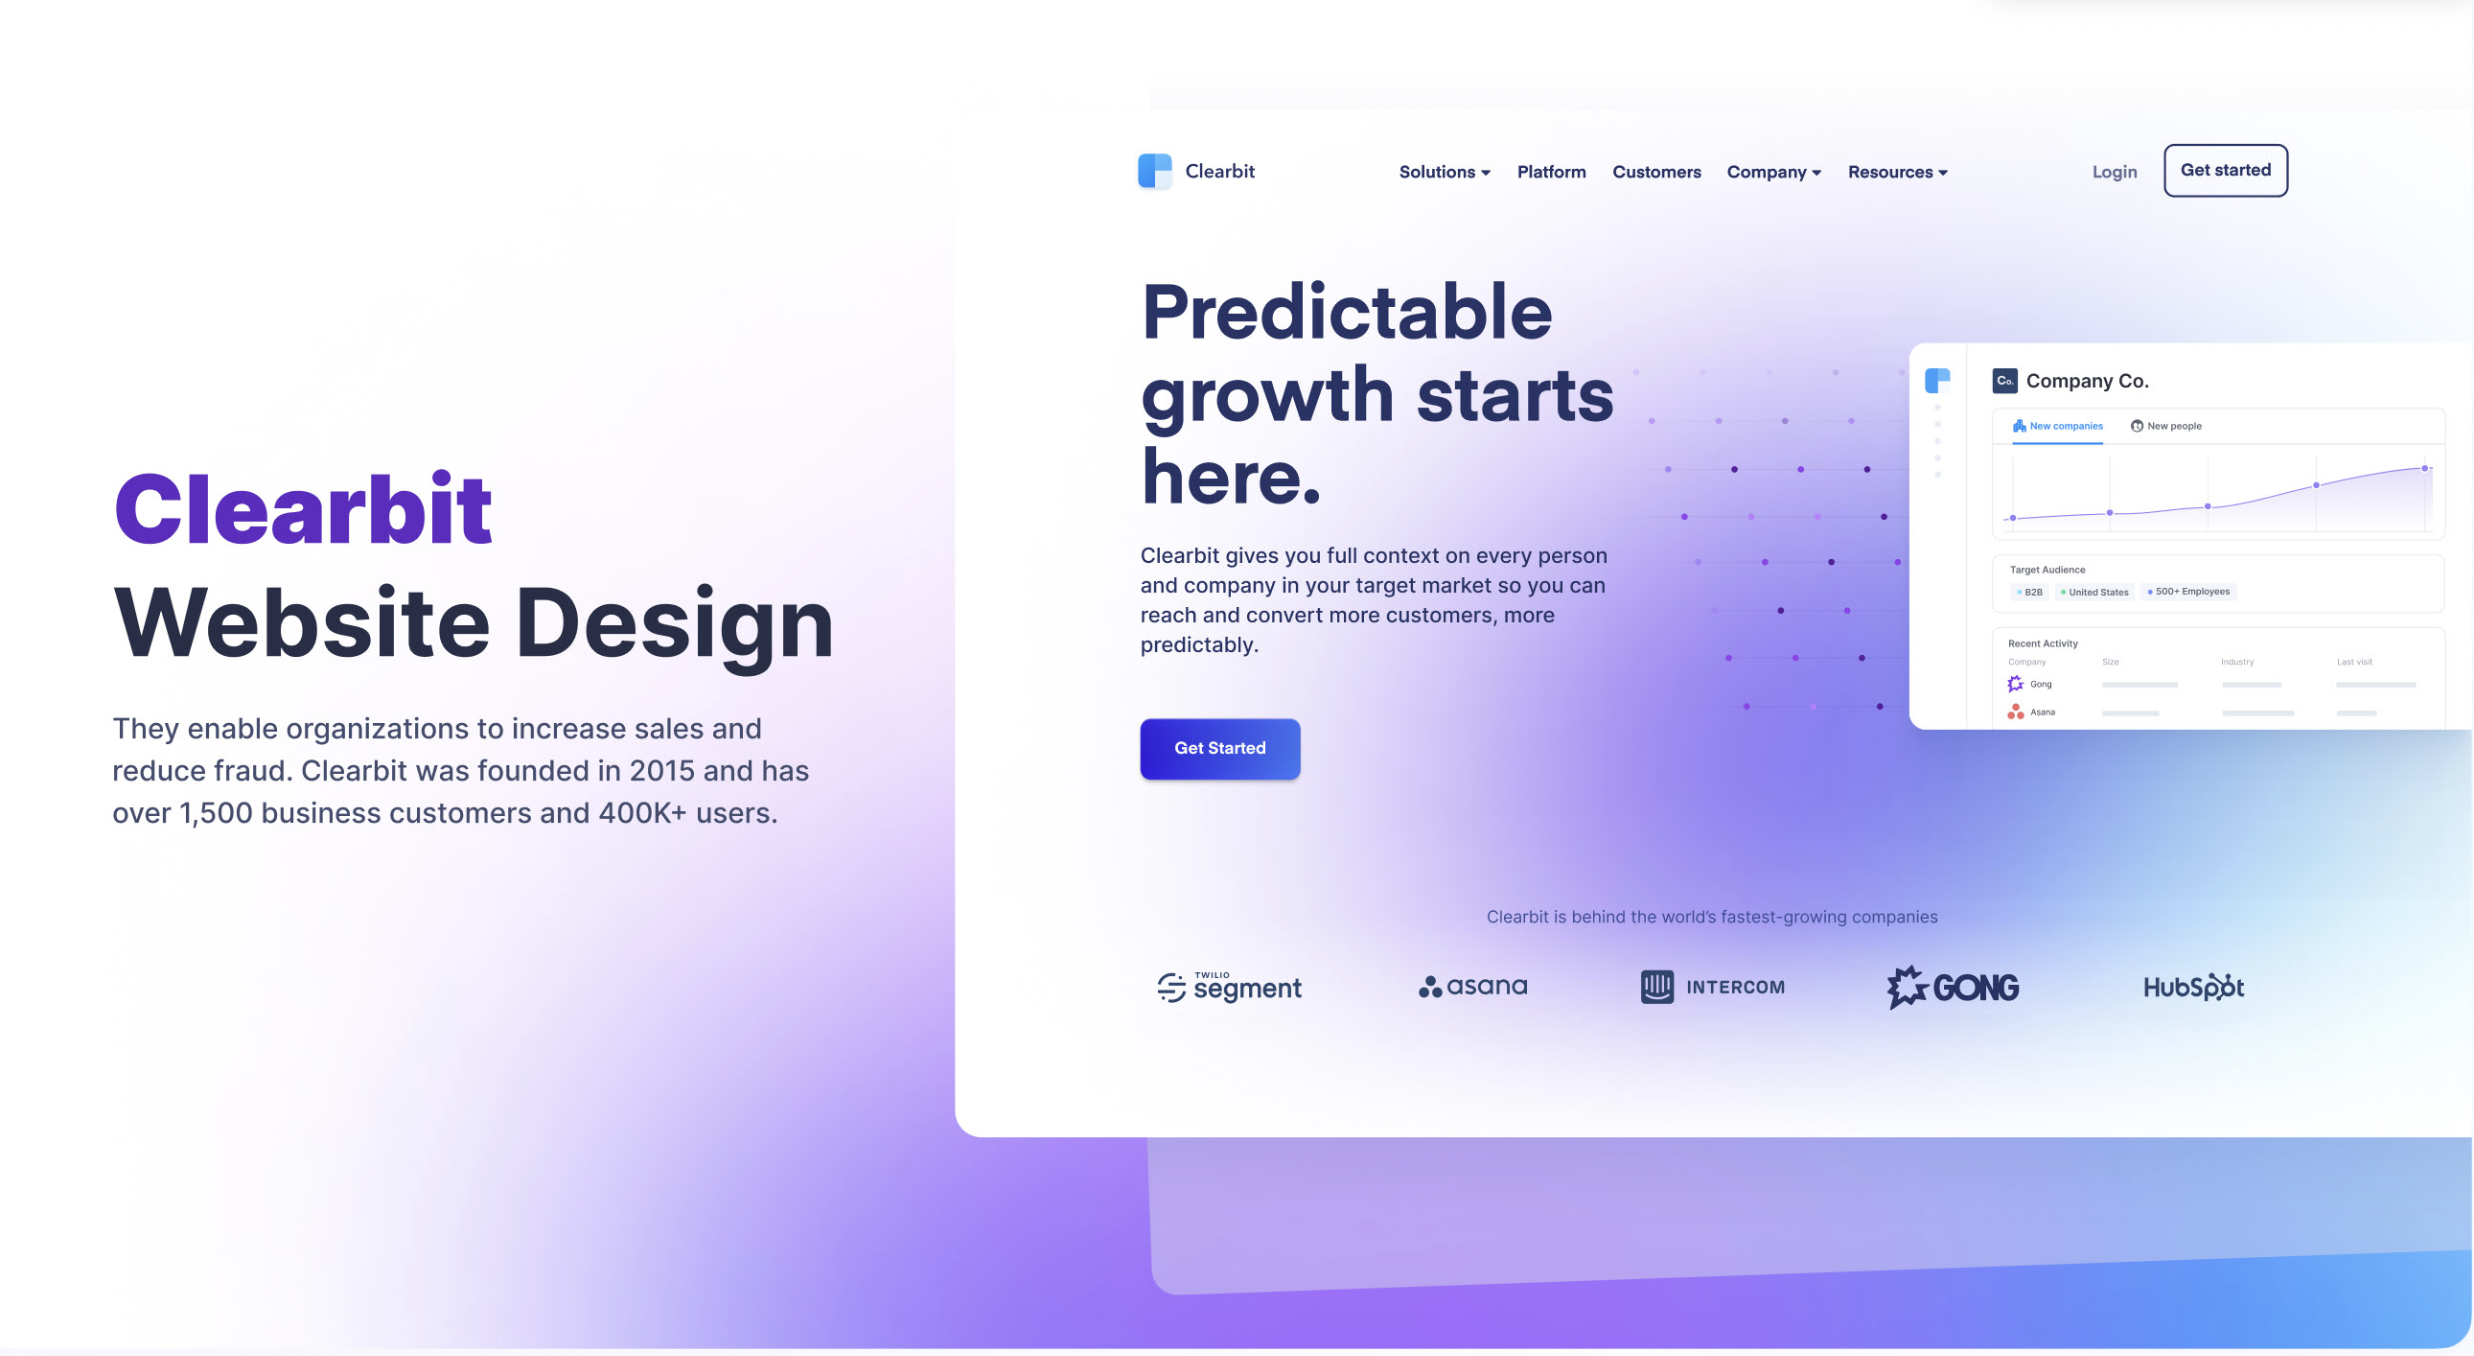 Clearbit
Website Design
They enable organizations to increase sales and
reduce fraud. Clearbit was founded in 2015 and has
over 1,500 business customers and 400K+ users.
Clearbit
Solutions Platform Customers Company Resources
Login Get started
Predictable
growth starts
here.
Clearbit gives you full context on every person
and company in your target market so you can
reach and convert more customers, more
predictably.
Get Started
Co. Company Co.
New companies New people
Target Audience
B2B United States 500+ Employees
Recent Activity
Company Size Industry Last visit
Gong
Asana
Clearbit is behind the world’s fastest-growing companies
TWILIO
segment
asana
INTERCOM
GONG
HubSpot